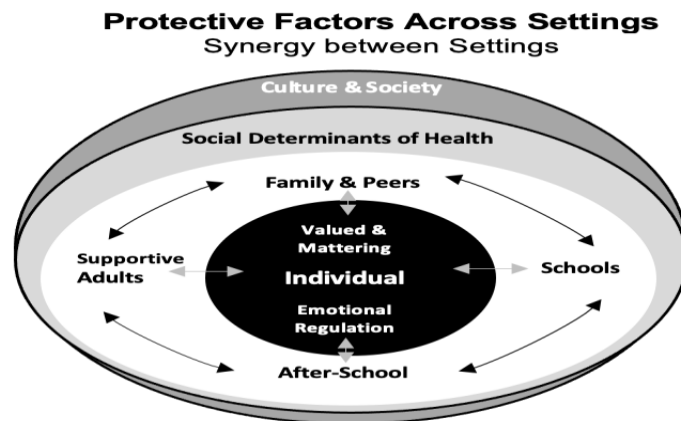 Protective Factors Across Settings
Synergy between Settings
Culture & Society
Social Determinants of Health
Family & Peers
Valued &
Mattering
Supportive
Adults
Individual
Schools
Emotional
Regulation
After-School